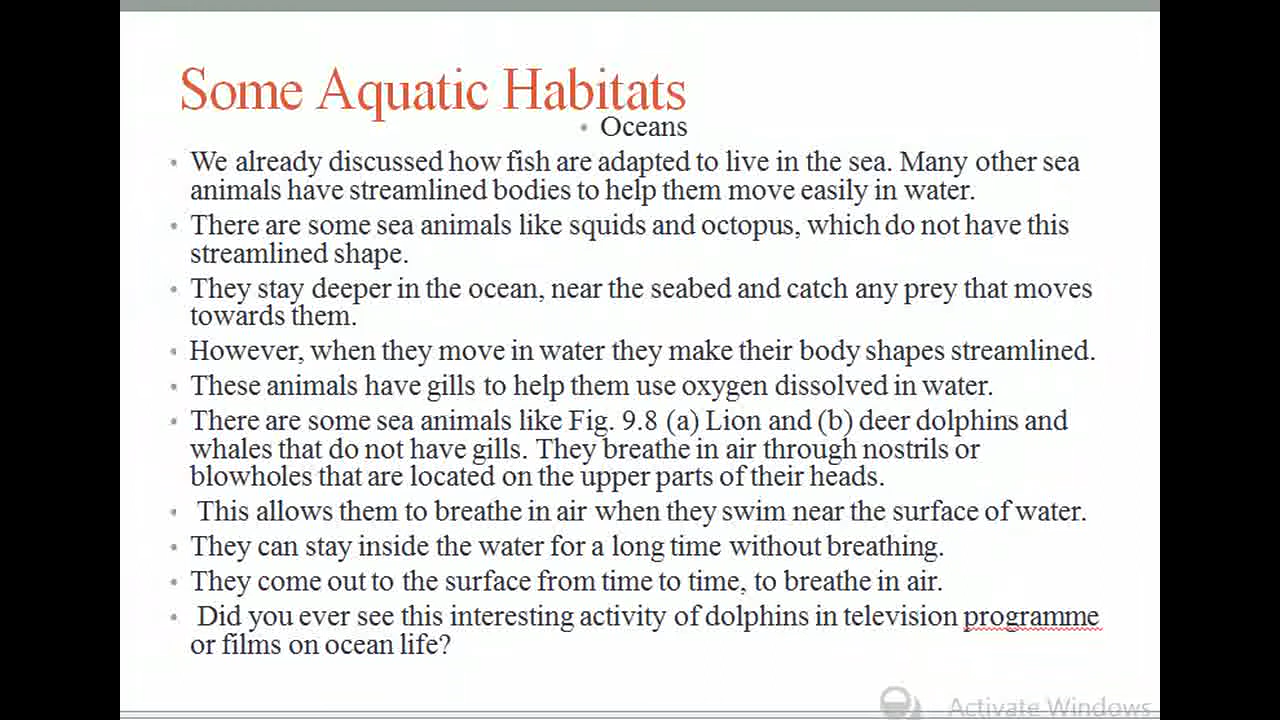 Some Aquatic Habitats
• Oceans
• We already discussed how fish are adapted to live in the sea. Many other sea
animals have streamlined bodies to help them move easily in water.
• There are some sea animals like squids and octopus, which do not have this
streamlined shape.
• They stay deeper in the ocean, near the seabed and catch any prey that moves
towards them.
• However, when they move in water they make their body shapes streamlined.
• These animals have gills to help them use oxygen dissolved in water.
• There are some sea animals like Fig. 9.8 (a) Lion and (b) deer dolphins and
whales that do not have gills. They breathe in air through nostrils or
blowholes that are located on the upper parts of their heads.
• This allows them to breathe in air when they swim near the surface of water.
• They can stay inside the water for a long time without breathing.
• They come out to the surface from time to time, to breathe in air.
• Did you ever see this interesting activity of dolphins in television programme
or films on ocean life?
Activate Windows